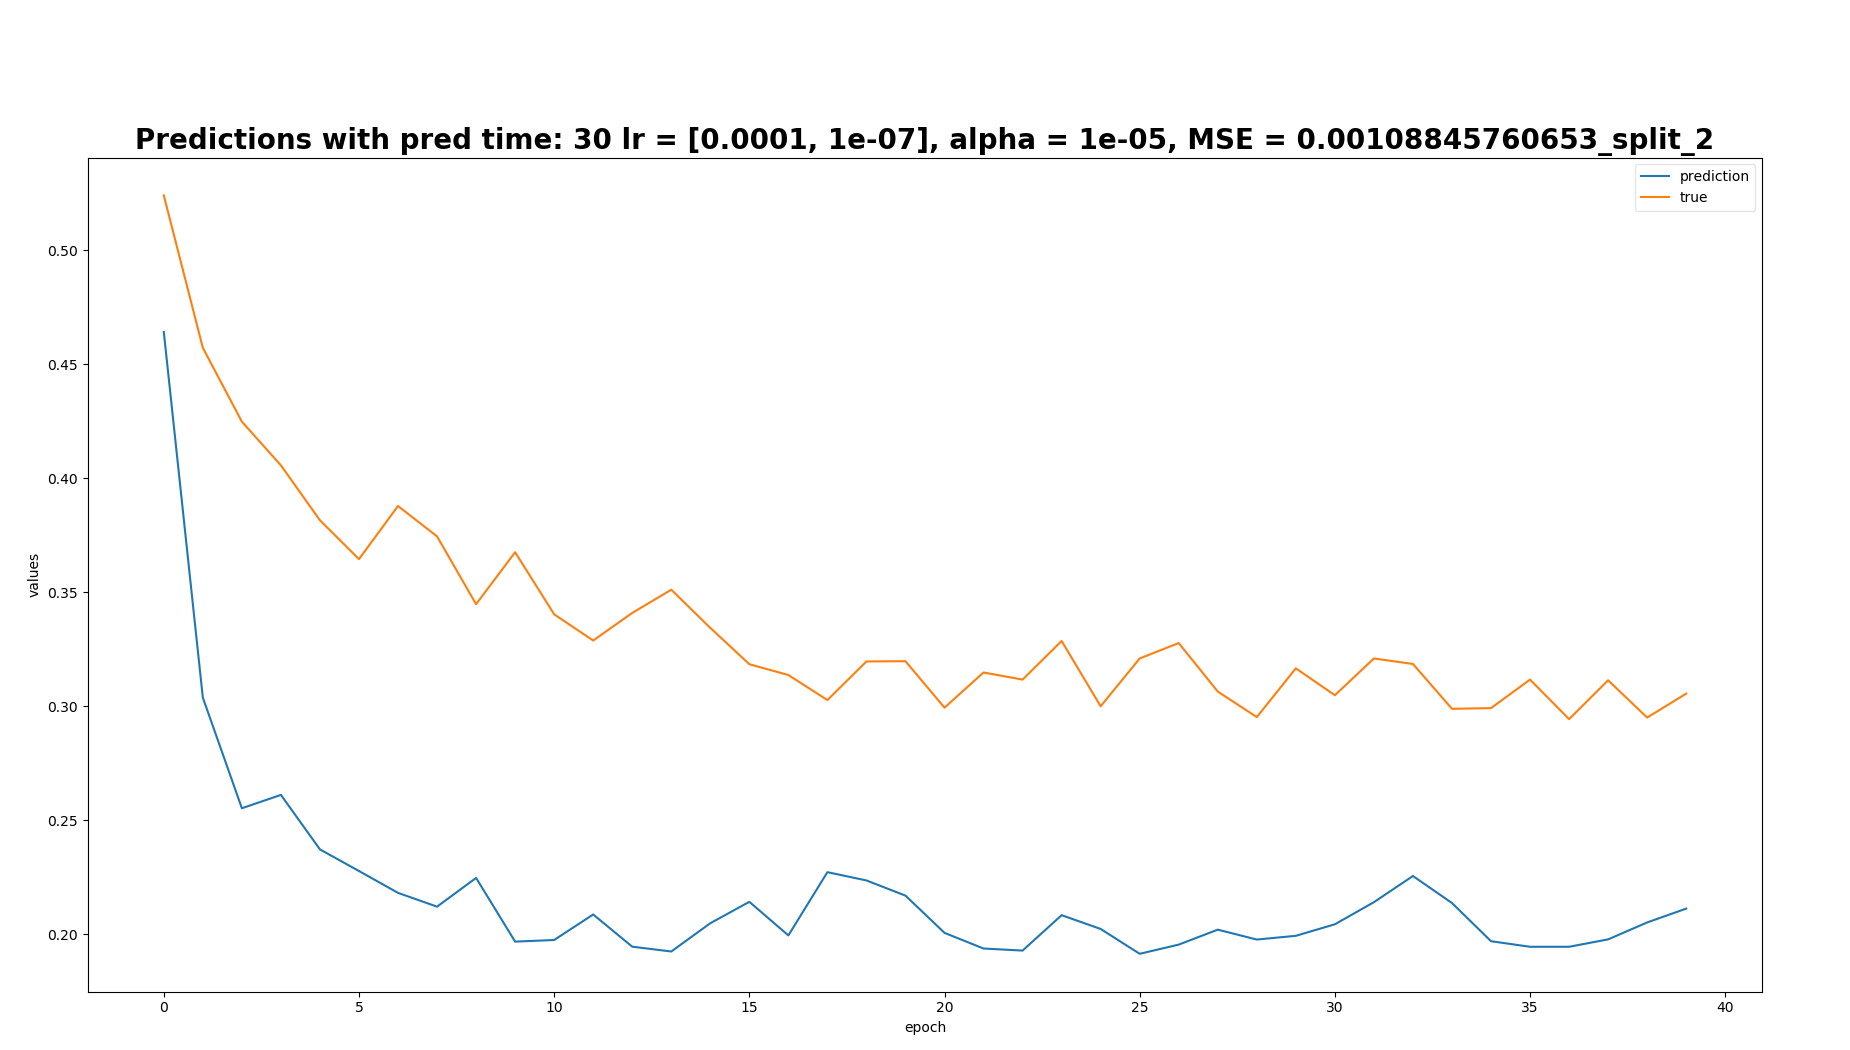 Predictions with pred time: 30 lr = [0.0001, 1e-07], alpha = 1e-05, MSE = 0.00108845760653_split_2
prediction
true
values
0.50
0.45
0.40
0.35
0.30
0.25
0.20
0 5 10 15 20 25 30 35 40
epoch